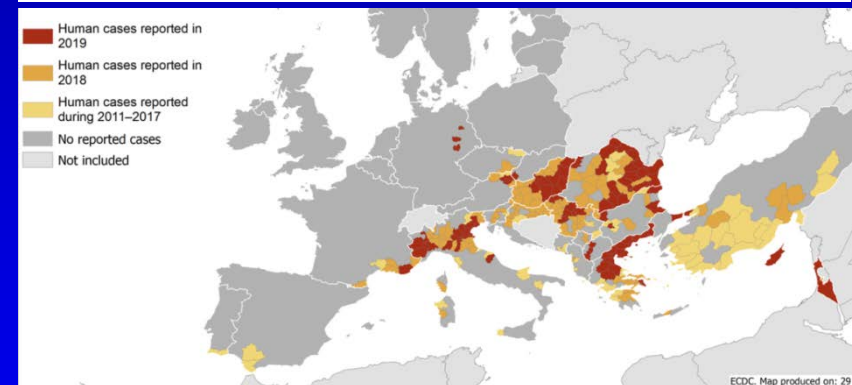 Human cases reported in
2019
Human cases reported in
2018
Human cases reported
during 2011–2017
No reported cases
Not included
ECDC. Map produced on: 29